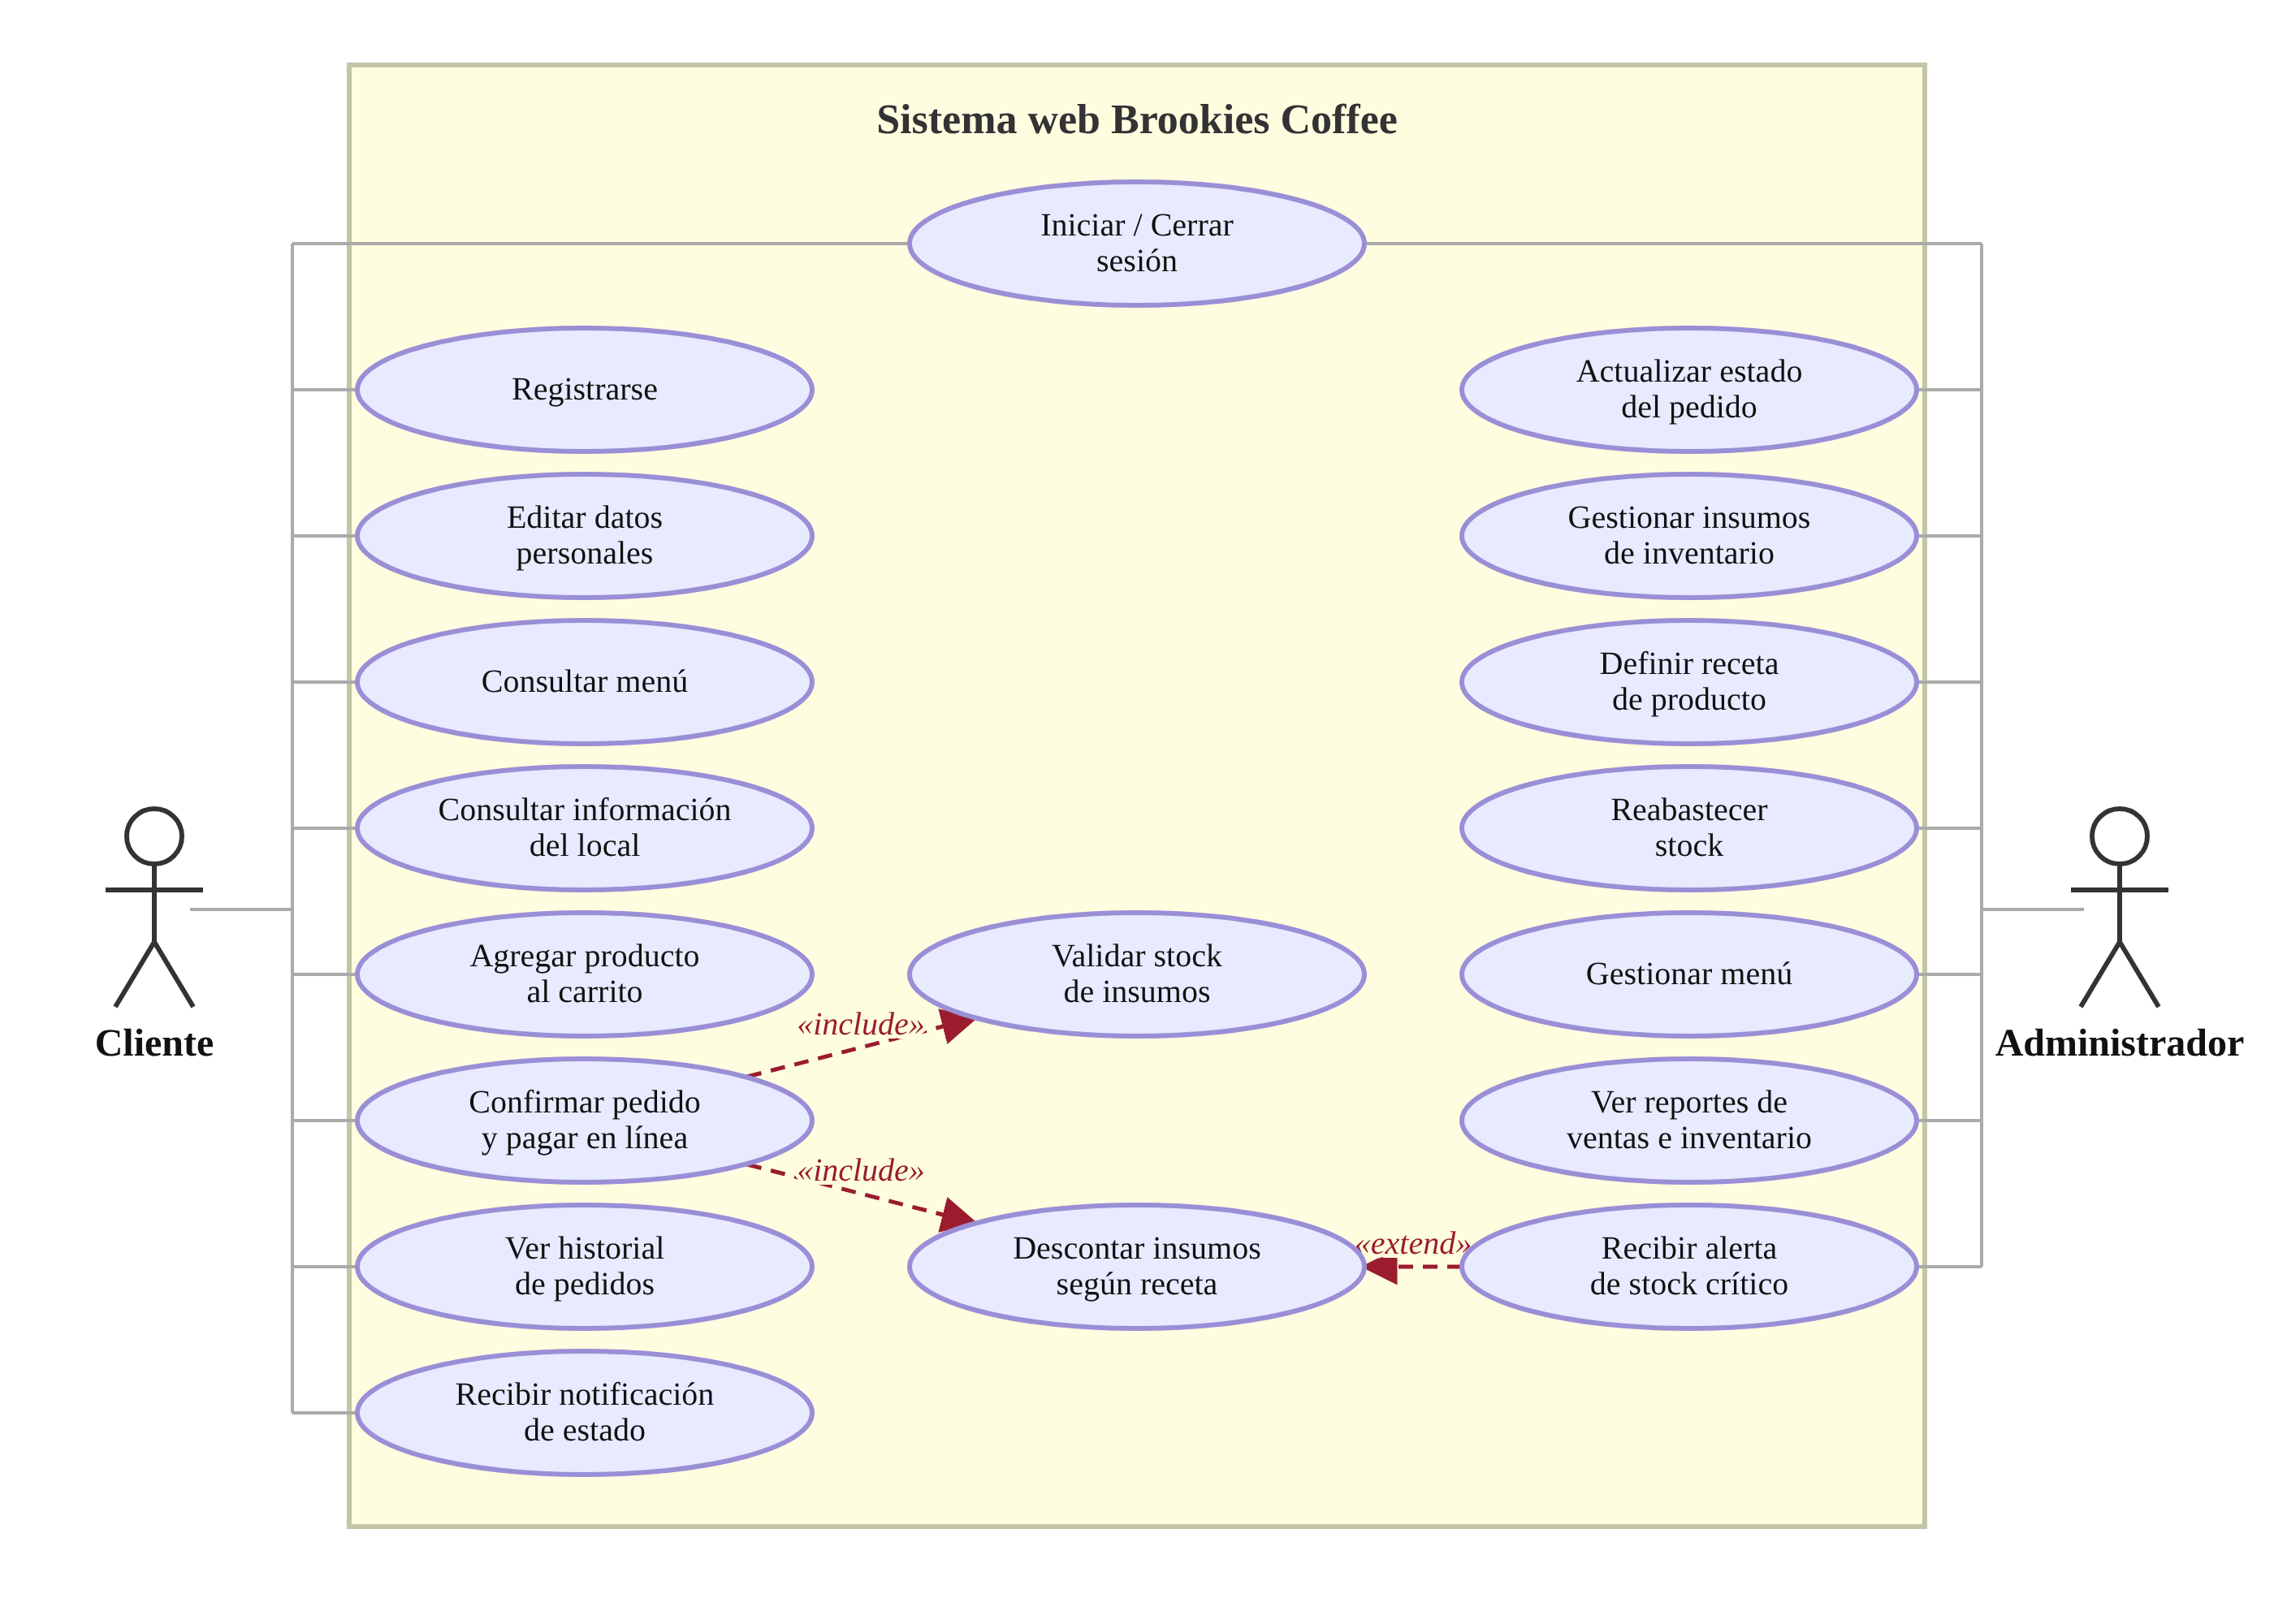 Sistema web Brookies Coffee
Iniciar / Cerrar
sesión
Registrarse
Actualizar estado
del pedido
Editar datos
personales
Gestionar insumos
de inventario
Consultar menú
Definir receta
de producto
Consultar información
del local
Reabastecer
stock
Agregar producto
al carrito
Validar stock
de insumos
Gestionar menú
«include»
Cliente
Administrador
Confirmar pedido
y pagar en línea
Ver reportes de
ventas e inventario
«include»
Ver historial
de pedidos
Descontar insumos
según receta
«extend»
Recibir alerta
de stock crítico
Recibir notificación
de estado